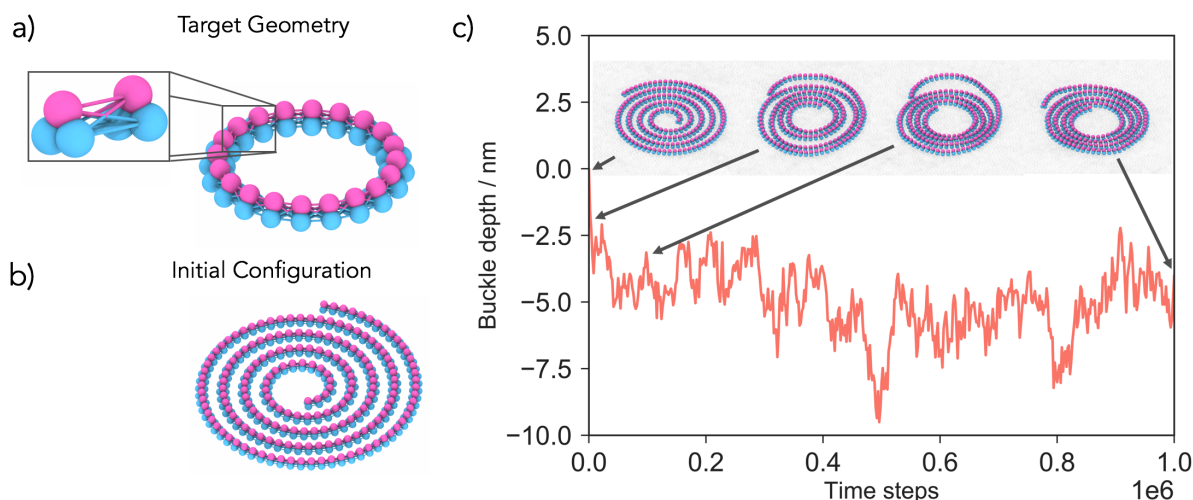 a)
Target Geometry
b)
Initial Configuration
c)
Buckle depth / nm
5.0
2.5
0.0
−2.5
−5.0
−7.5
−10.0
0.0
0.2
0.4
0.6
0.8
1.0
1e6
Time steps